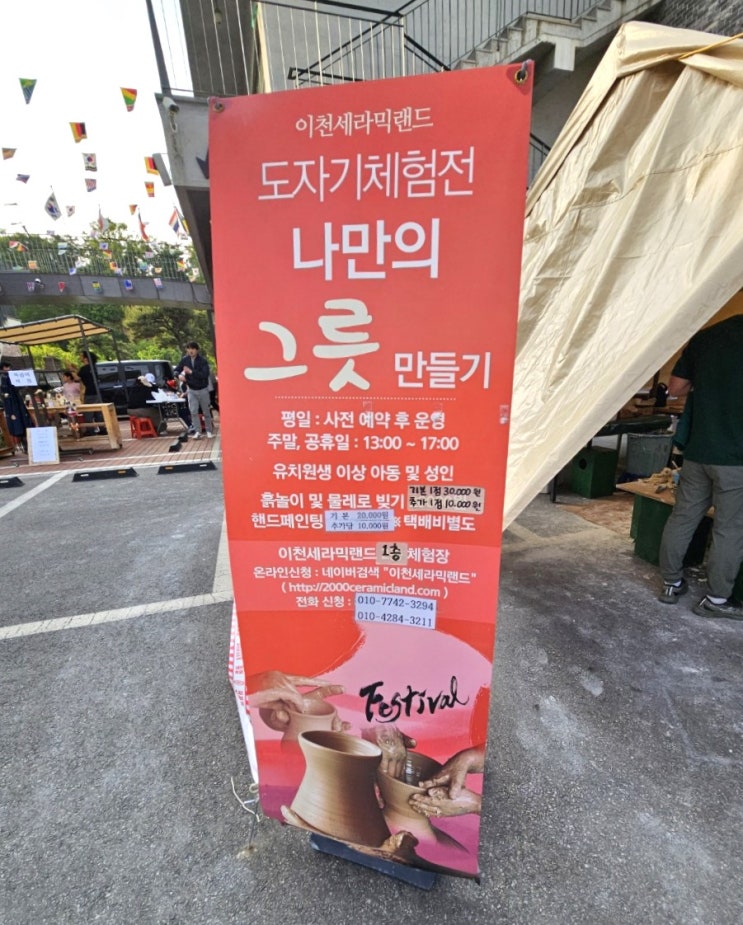 이천세라믹랜드
도자기체험전
나만의
그릇 만들기
평일 : 사전 예약 후 운영
주말, 공휴일 : 13:00 ~ 17:00
유치원생 이상 아동 및 성인
흙놀이 및 물레로 빚기 기본 1점 30,000원
추가 1점 10,000원
핸드페인팅 기 본 20,000원
추가당 10,000원 ※ 택배비별도
이천세라믹랜드 1층 체험장
온라인신청 : 네이버검색 "이천세라믹랜드"
( http://2000ceramicland.com )
전화 신청 : 010-7742-3294
010-4284-3211
Festival